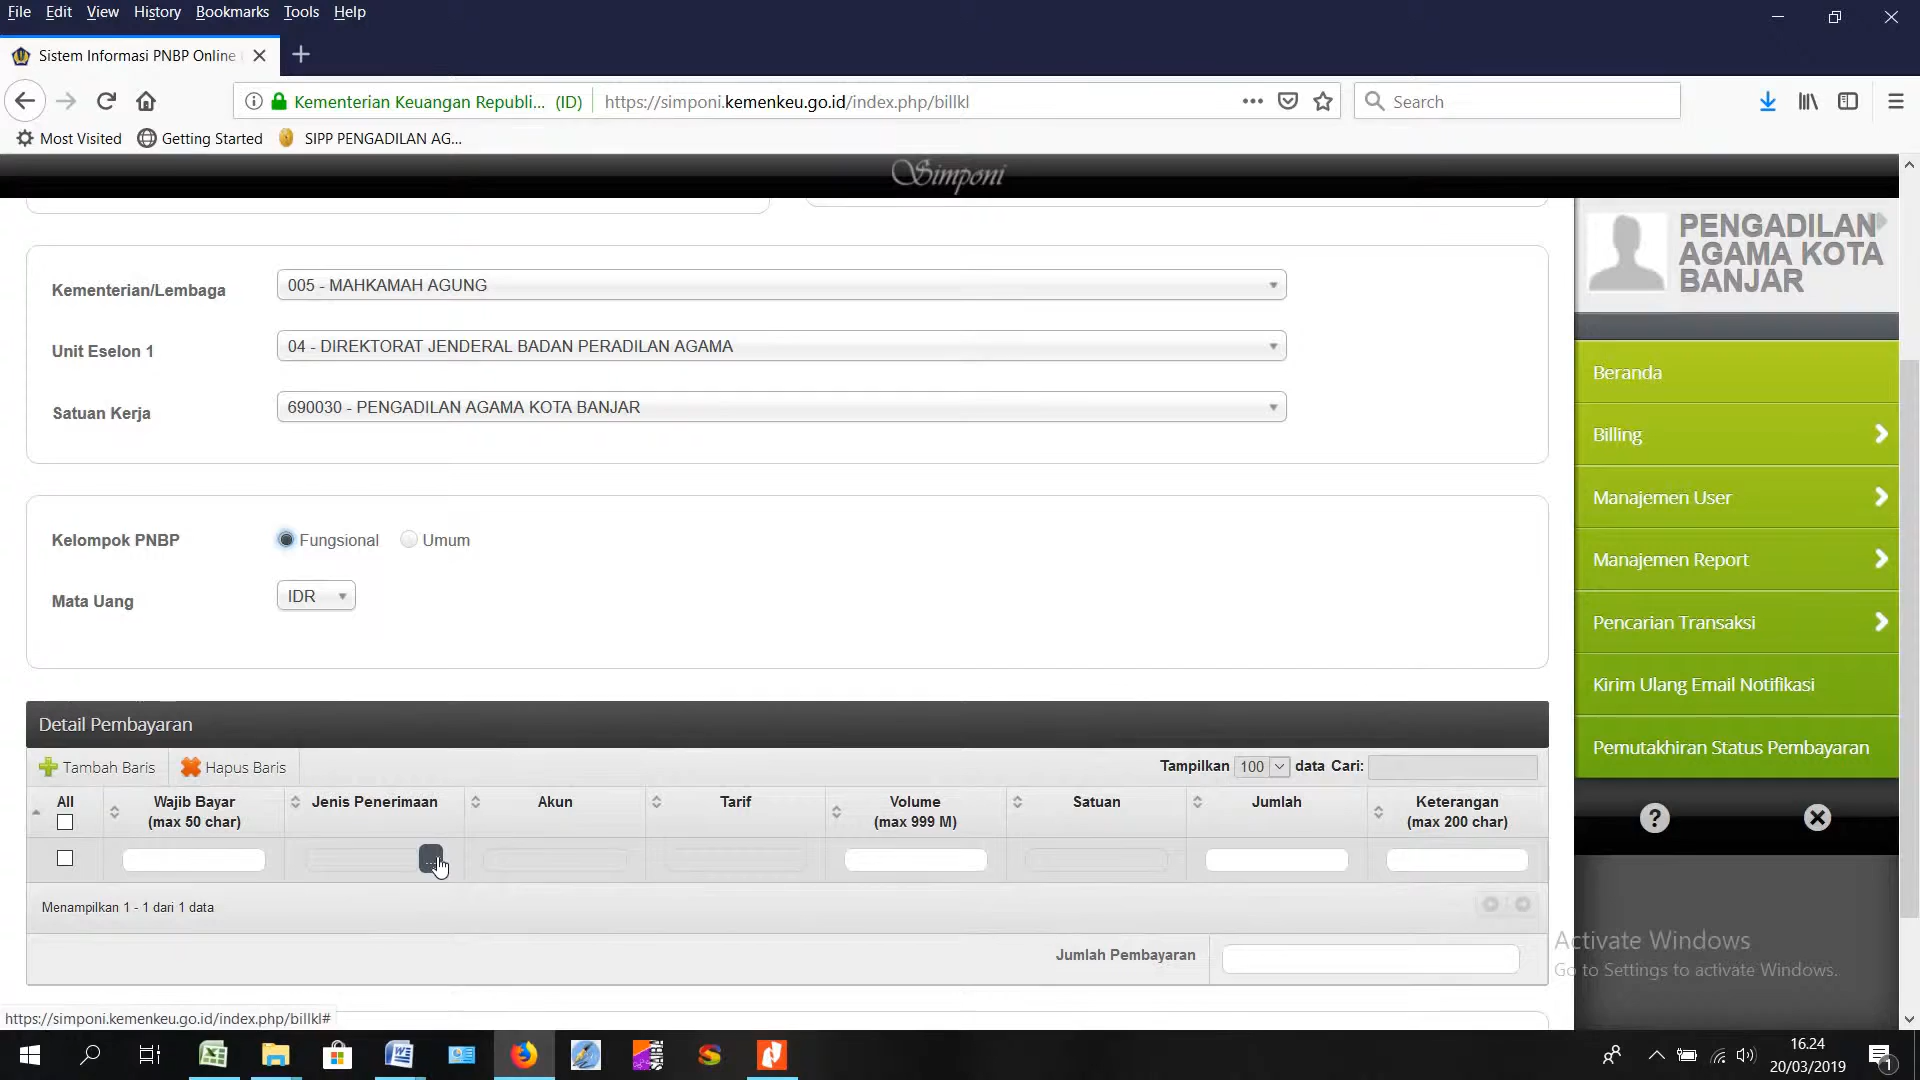 File Edit View History Bookmarks Tools Help
Sistem Informasi PNBP Online
Kementerian Keuangan Republi... (ID) https://simponi.kemenkeu.go.id/index.php/billkl
Search
Most Visited Getting Started SIPP PENGADILAN AG...
Simponi
Kementerian/Lembaga 005 - MAHKAMAH AGUNG
Unit Eselon 1 04 - DIREKTORAT JENDERAL BADAN PERADILAN AGAMA
Satuan Kerja 690030 - PENGADILAN AGAMA KOTA BANJAR
Kelompok PNBP Fungsional Umum
Mata Uang IDR
Detail Pembayaran
Tambah Baris Hapus Baris Tampilkan 100 data Cari:
All Wajib Bayar Jenis Penerimaan Akun Tarif Volume Satuan Jumlah Keterangan
(max 50 char) (max 999 M) (max 200 char)
...
Menampilkan 1 - 1 dari 1 data
Jumlah Pembayaran
PENGADILAN
AGAMA KOTA
BANJAR
Beranda
Billing
Manajemen User
Manajemen Report
Pencarian Transaksi
Kirim Ulang Email Notifikasi
Pemutakhiran Status Pembayaran
?
Activate Windows
Go to Settings to activate Windows.
https://simponi.kemenkeu.go.id/index.php/billkl#
16.24
20/03/2019
1